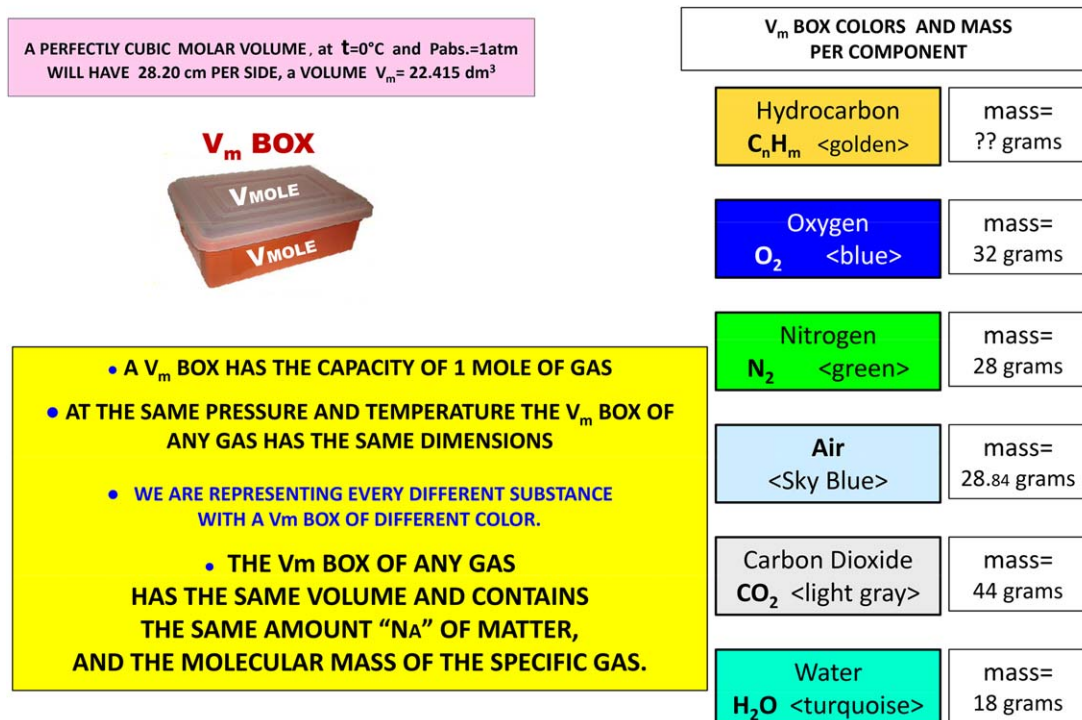 A PERFECTLY CUBIC MOLAR VOLUME, at t=0°C and Pabs.=1atm
WILL HAVE 28.20 cm PER SIDE, a VOLUME Vm= 22.415 dm³
Vm BOX
VMOLE
VMOLE
• A Vm BOX HAS THE CAPACITY OF 1 MOLE OF GAS
• AT THE SAME PRESSURE AND TEMPERATURE THE Vm BOX OF
ANY GAS HAS THE SAME DIMENSIONS
• WE ARE REPRESENTING EVERY DIFFERENT SUBSTANCE
WITH A Vm BOX OF DIFFERENT COLOR.
• THE Vm BOX OF ANY GAS
HAS THE SAME VOLUME AND CONTAINS
THE SAME AMOUNT “NA” OF MATTER,
AND THE MOLECULAR MASS OF THE SPECIFIC GAS.
Vm BOX COLORS AND MASS
PER COMPONENT
Hydrocarbon
CnHm <golden>
mass=
?? grams
Oxygen
O₂ <blue>
mass=
32 grams
Nitrogen
N₂ <green>
mass=
28 grams
Air
<Sky Blue>
mass=
28.84 grams
Carbon Dioxide
CO₂ <light gray>
mass=
44 grams
Water
H₂O <turquoise>
mass=
18 grams